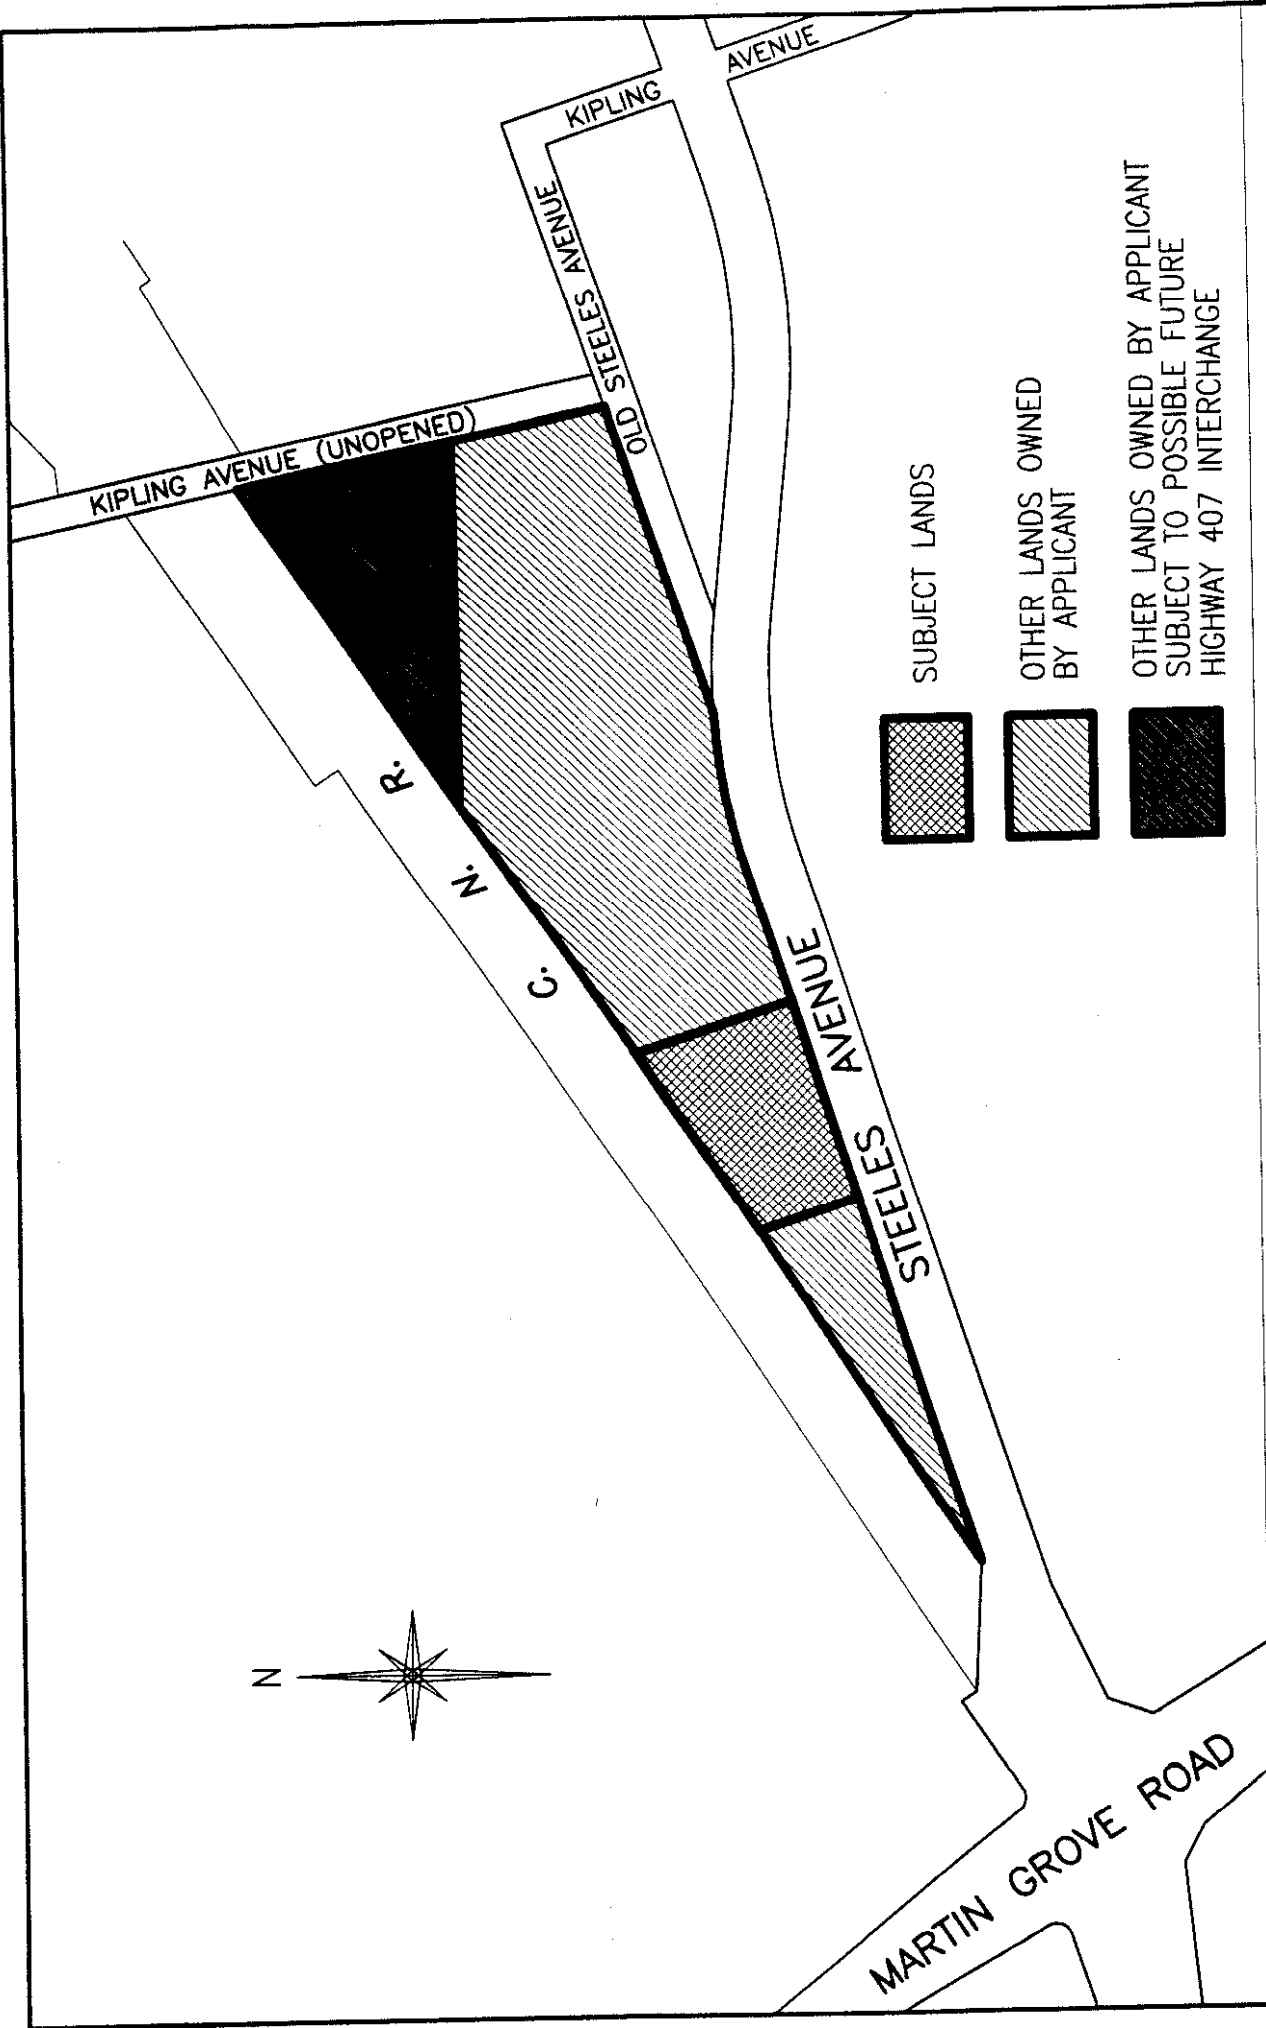 KIPLING AVENUE (UNOPENED)
KIPLING
AVENUE
OLD STEELES AVENUE
C. N. R.
STEELES AVENUE
MARTIN GROVE ROAD
N
SUBJECT LANDS
OTHER LANDS OWNED
BY APPLICANT
OTHER LANDS OWNED BY APPLICANT
SUBJECT TO POSSIBLE FUTURE
HIGHWAY 407 INTERCHANGE